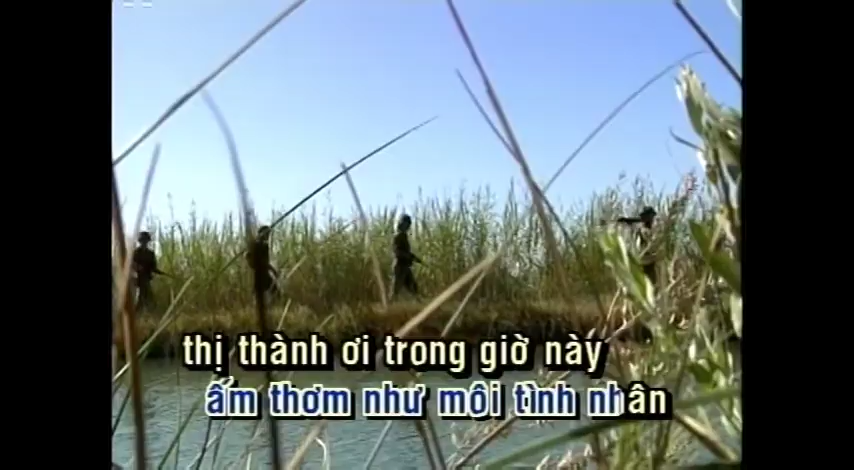 thị thành ơi trong giờ này
ấm thơm như môi tình nhân